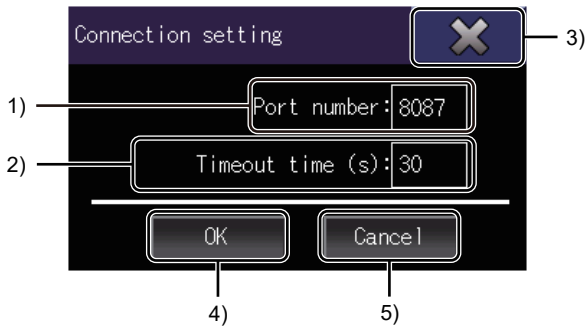 Connection setting
3)
1)
Port number: 8087
2)
Timeout time (s): 30
OK
Cancel
4)
5)